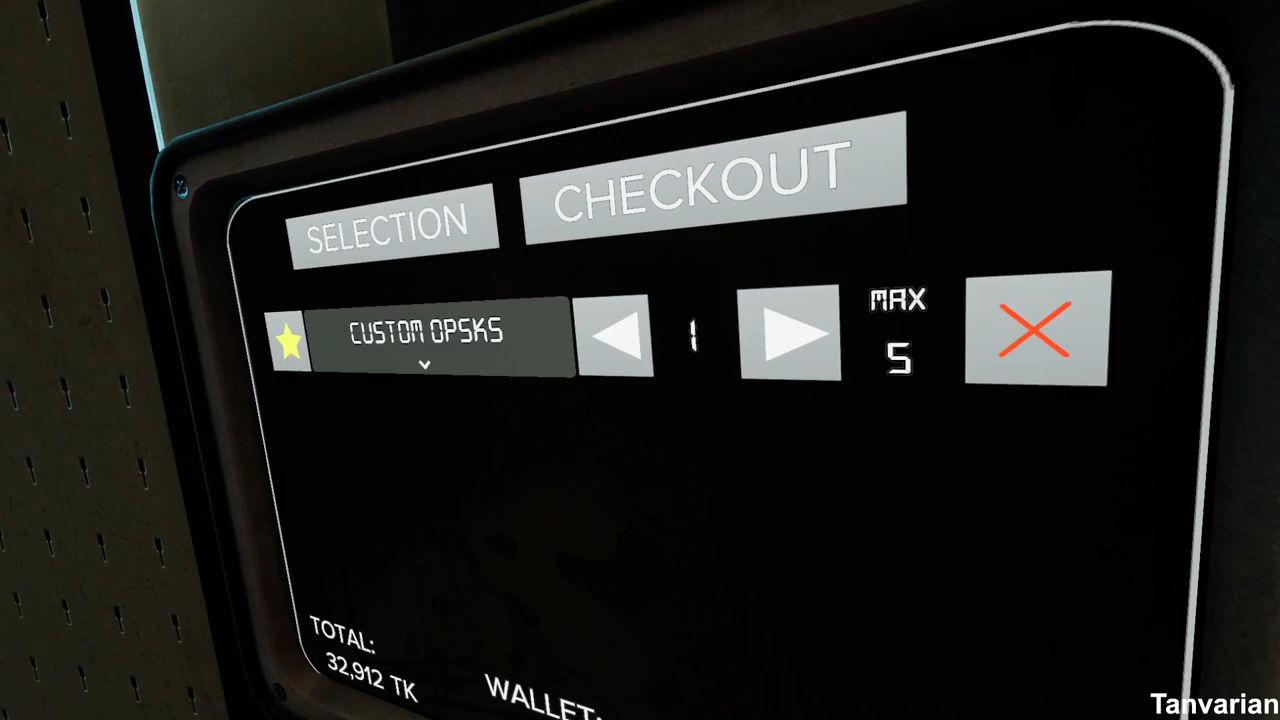 SELECTION
CHECKOUT
CUSTOM OPSKS
1
MAX
5
TOTAL:
32,912 TK
WALLET:
Tanvarian